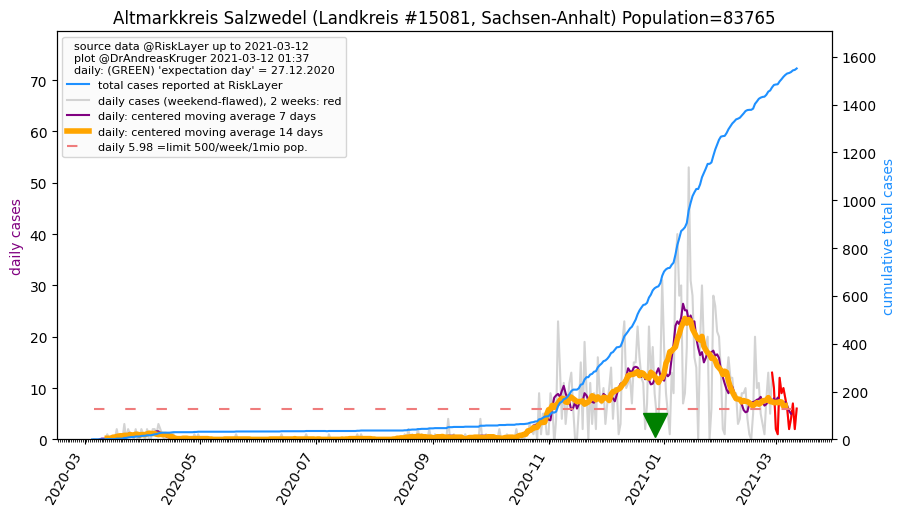 Altmarkkreis Salzwedel (Landkreis #15081, Sachsen-Anhalt) Population=83765
source data @RiskLayer up to 2021-03-12
plot @DrAndreasKruger 2021-03-12 01:37
daily: (GREEN) 'expectation day' = 27.12.2020
total cases reported at RiskLayer
daily cases (weekend-flawed), 2 weeks: red
daily: centered moving average 7 days
daily: centered moving average 14 days
daily 5.98 =limit 500/week/1mio pop.
daily cases
70
60
50
40
30
20
10
0
cumulative total cases
1600
1400
1200
1000
800
600
400
200
0
2020-03
2020-05
2020-07
2020-09
2020-11
2021-01
2021-03